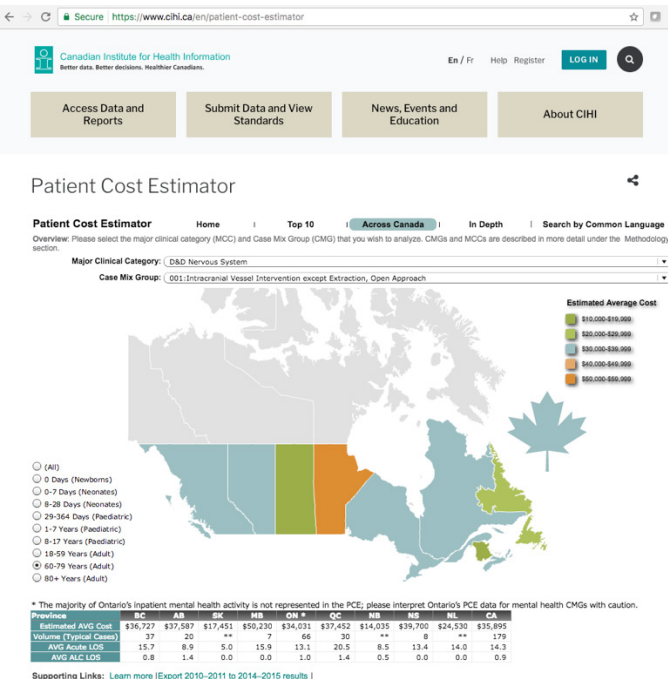 Secure https://www.cihi.ca/en/patient-cost-estimator
Canadian Institute for Health Information
Better data. Better decisions. Healthier Canadians.
En / Fr Help Register LOG IN
Access Data and Reports
Submit Data and View Standards
News, Events and Education
About CIHI
Patient Cost Estimator
Patient Cost Estimator Home | Top 10 | Across Canada | In Depth | Search by Common Language
Overview: Please select the major clinical category (MCC) and Case Mix Group (CMG) that you wish to analyze. CMGs and MCCs are described in more detail under the Methodology
section.
Major Clinical Category: D&D Nervous System
Case Mix Group: 001:Intracranial Vessel Intervention except Extraction, Open Approach
Estimated Average Cost
$10,000-$19,999
$20,000-$29,999
$30,000-$39,999
$40,000-$49,999
$50,000-$59,999
(All)
0 Days (Newborns)
0-7 Days (Neonates)
8-28 Days (Neonates)
29-364 Days (Paediatric)
1-7 Years (Paediatric)
8-17 Years (Paediatric)
18-59 Years (Adult)
60-79 Years (Adult)
80+ Years (Adult)
* The majority of Ontario's inpatient mental health activity is not represented in the PCE; please interpret Ontario's PCE data for mental health CMGs with caution.
Province BC AB SK MB ON * QC NB NS NL CA
Estimated AVG Cost $36,727 $37,587 $17,451 $50,230 $34,031 $37,452 $14,035 $39,700 $24,530 $35,895
Volume (Typical Cases) 37 20 ** 7 66 30 ** 8 ** 179
AVG Acute LOS 15.7 8.9 5.0 15.9 13.1 20.5 8.5 13.4 14.0 14.3
AVG ALC LOS 0.8 1.4 0.0 0.0 1.0 1.4 0.5 0.0 0.0 0.9
Supporting Links: Learn more |Export 2010-2011 to 2014-2015 results |